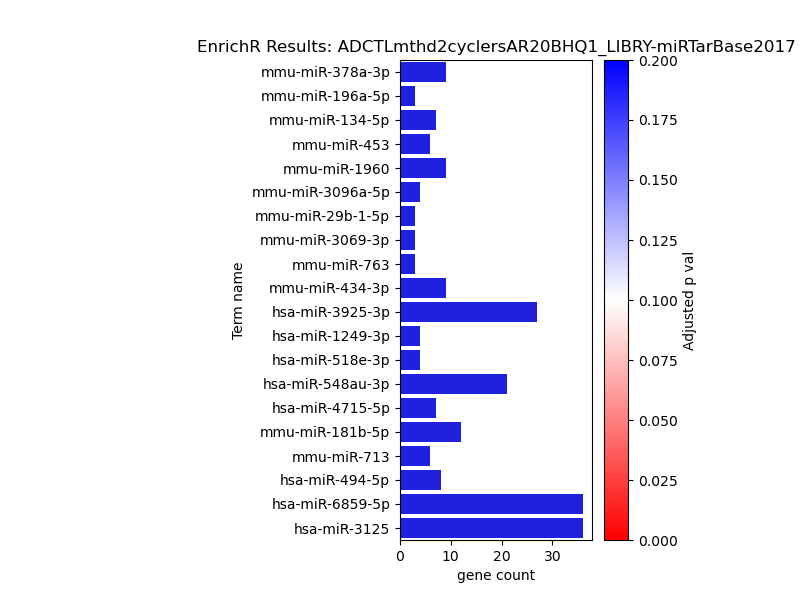 EnrichR Results: ADCTLmthd2cyclersAR20BHQ1_LIBRY-miRTarBase2017
mmu-miR-378a-3p
mmu-miR-196a-5p
mmu-miR-134-5p
mmu-miR-453
mmu-miR-1960
mmu-miR-3096a-5p
mmu-miR-29b-1-5p
mmu-miR-3069-3p
mmu-miR-763
mmu-miR-434-3p
hsa-miR-3925-3p
hsa-miR-1249-3p
hsa-miR-518e-3p
hsa-miR-548au-3p
hsa-miR-4715-5p
mmu-miR-181b-5p
mmu-miR-713
hsa-miR-494-5p
hsa-miR-6859-5p
hsa-miR-3125
Term name
0 10 20 30
gene count
0.200
0.175
0.150
0.125
0.100
0.075
0.050
0.025
0.000
Adjusted p val